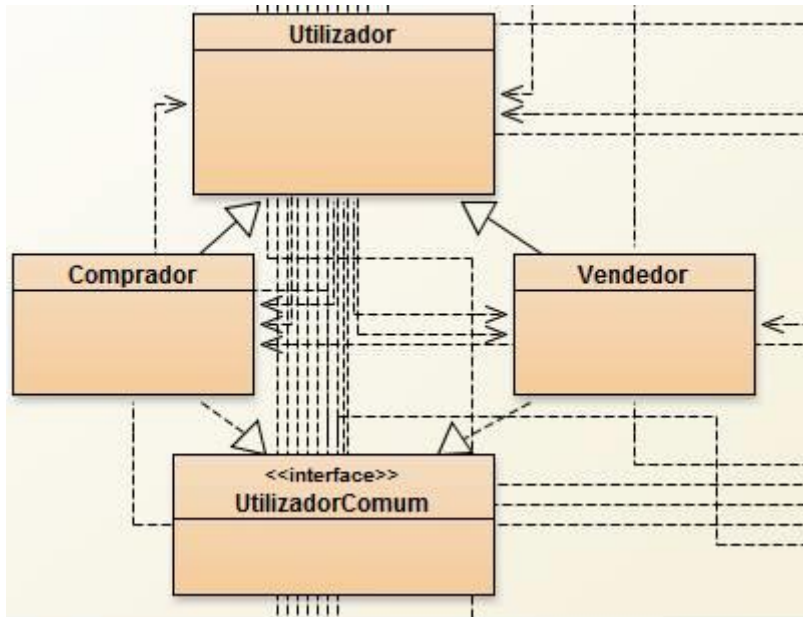 Utilizador
Comprador
Vendedor
<<interface>>
UtilizadorComum